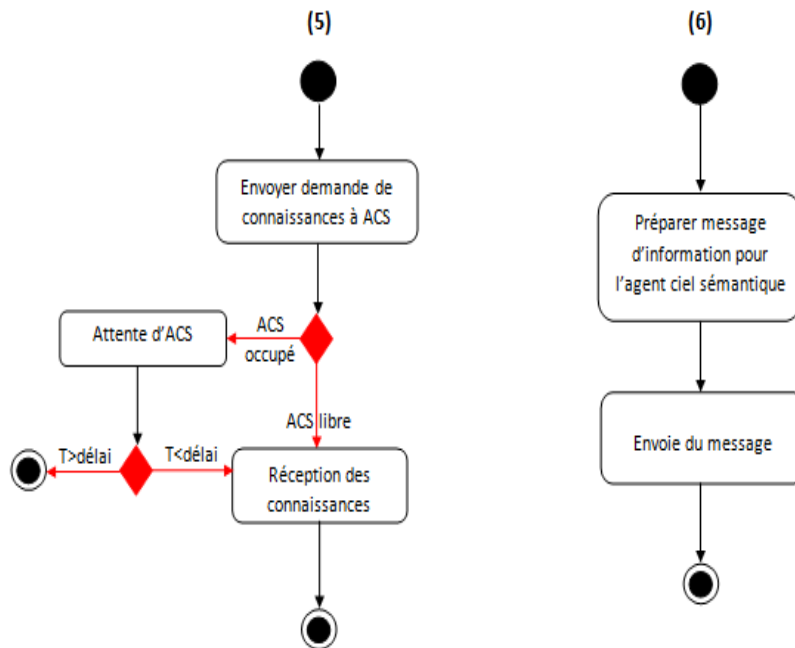 (5)
Envoyer demande de
connaissances à ACS
Attente d'ACS
ACS
occupé
ACS libre
T>délai
T<délai
Réception des
connaissances
(6)
Préparer message
d'information pour
l'agent ciel sémantique
Envoie du message